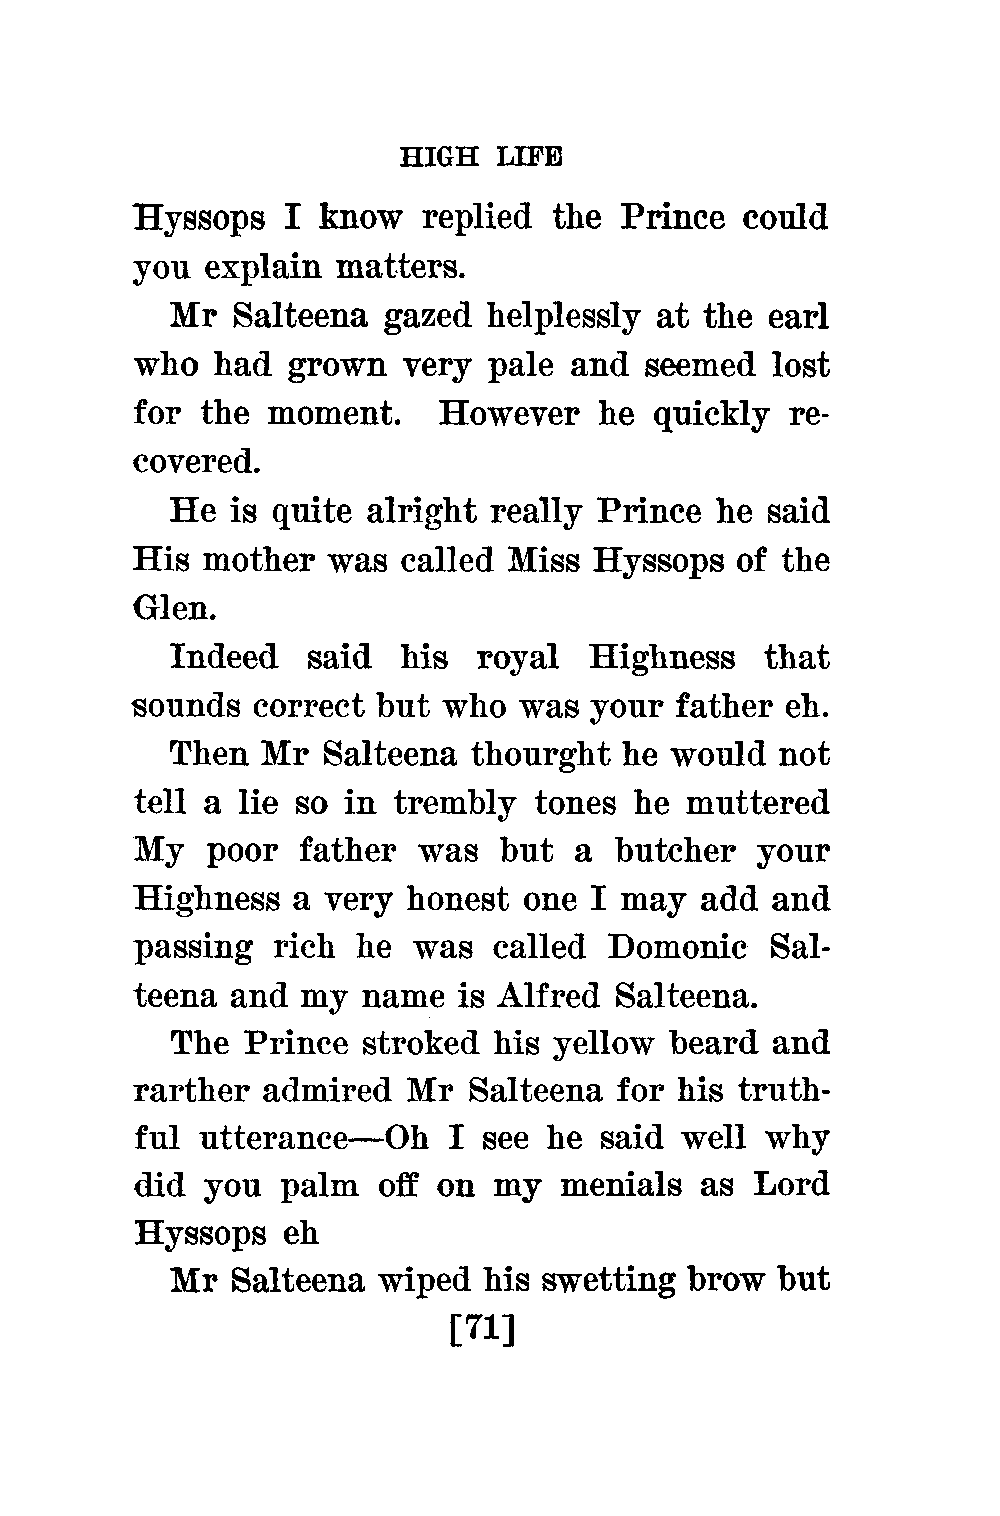 HIGH LIFE
Hyssops I know replied the Prince could
you explain matters.
Mr Salteena gazed helplessly at the earl
who had grown very pale and seemed lost
for the moment. However he quickly re-
covered.
He is quite alright really Prince he said
His mother was called Miss Hyssops of the
Glen.
Indeed said his royal Highness that
sounds correct but who was your father eh.
Then Mr Salteena thourght he would not
tell a lie so in trembly tones he muttered
My poor father was but a butcher your
Highness a very honest one I may add and
passing rich he was called Domonic Sal-
teena and my name is Alfred Salteena.
The Prince stroked his yellow beard and
rarther admired Mr Salteena for his truth-
ful utterance—Oh I see he said well why
did you palm off on my menials as Lord
Hyssops eh
Mr Salteena wiped his swetting brow but
[71]